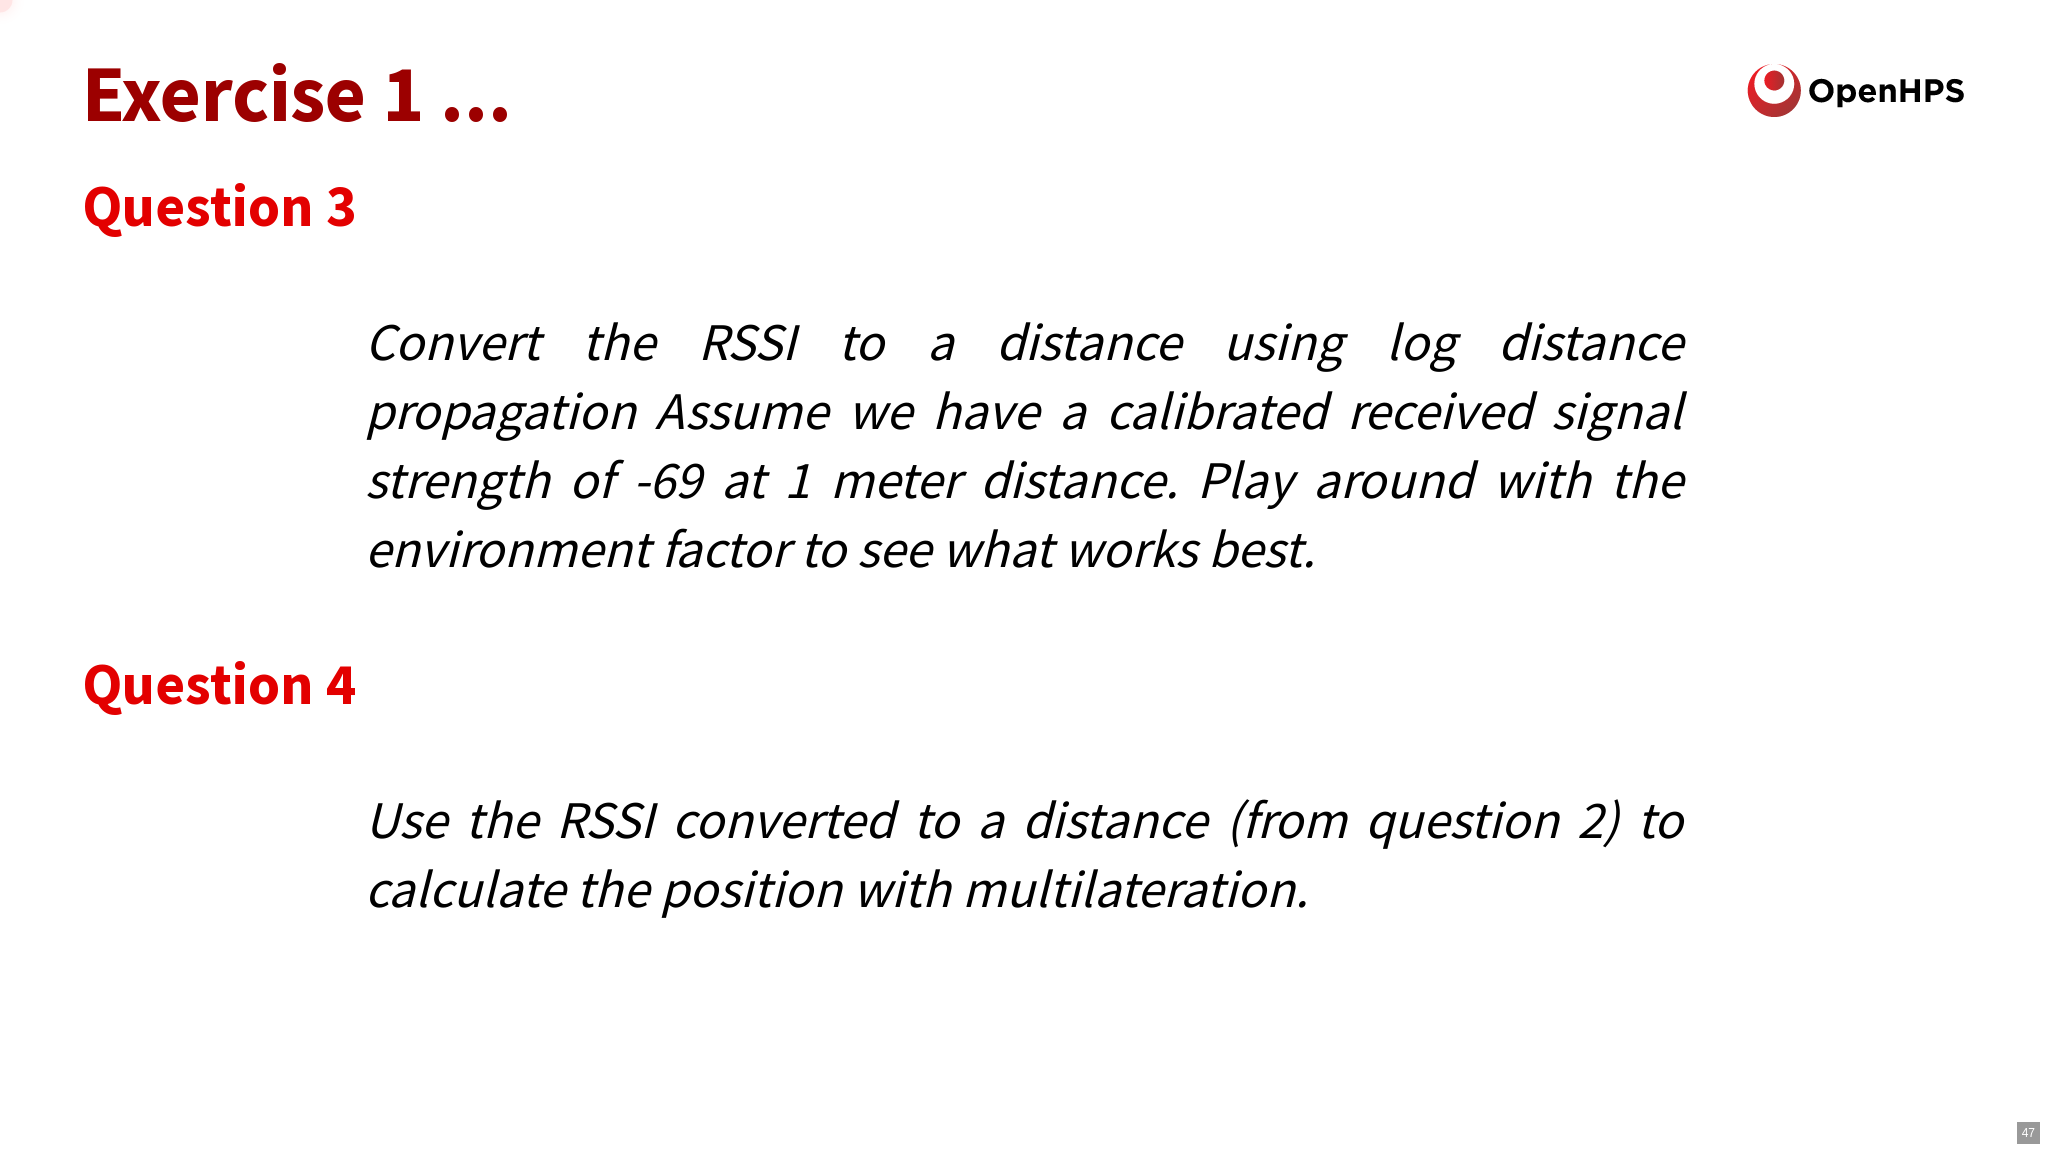 Exercise 1 ...
OpenHPS
Question 3
Convert the RSSI to a distance using log distance
propagation Assume we have a calibrated received signal
strength of -69 at 1 meter distance. Play around with the
environment factor to see what works best.
Question 4
Use the RSSI converted to a distance (from question 2) to
calculate the position with multilateration.
47